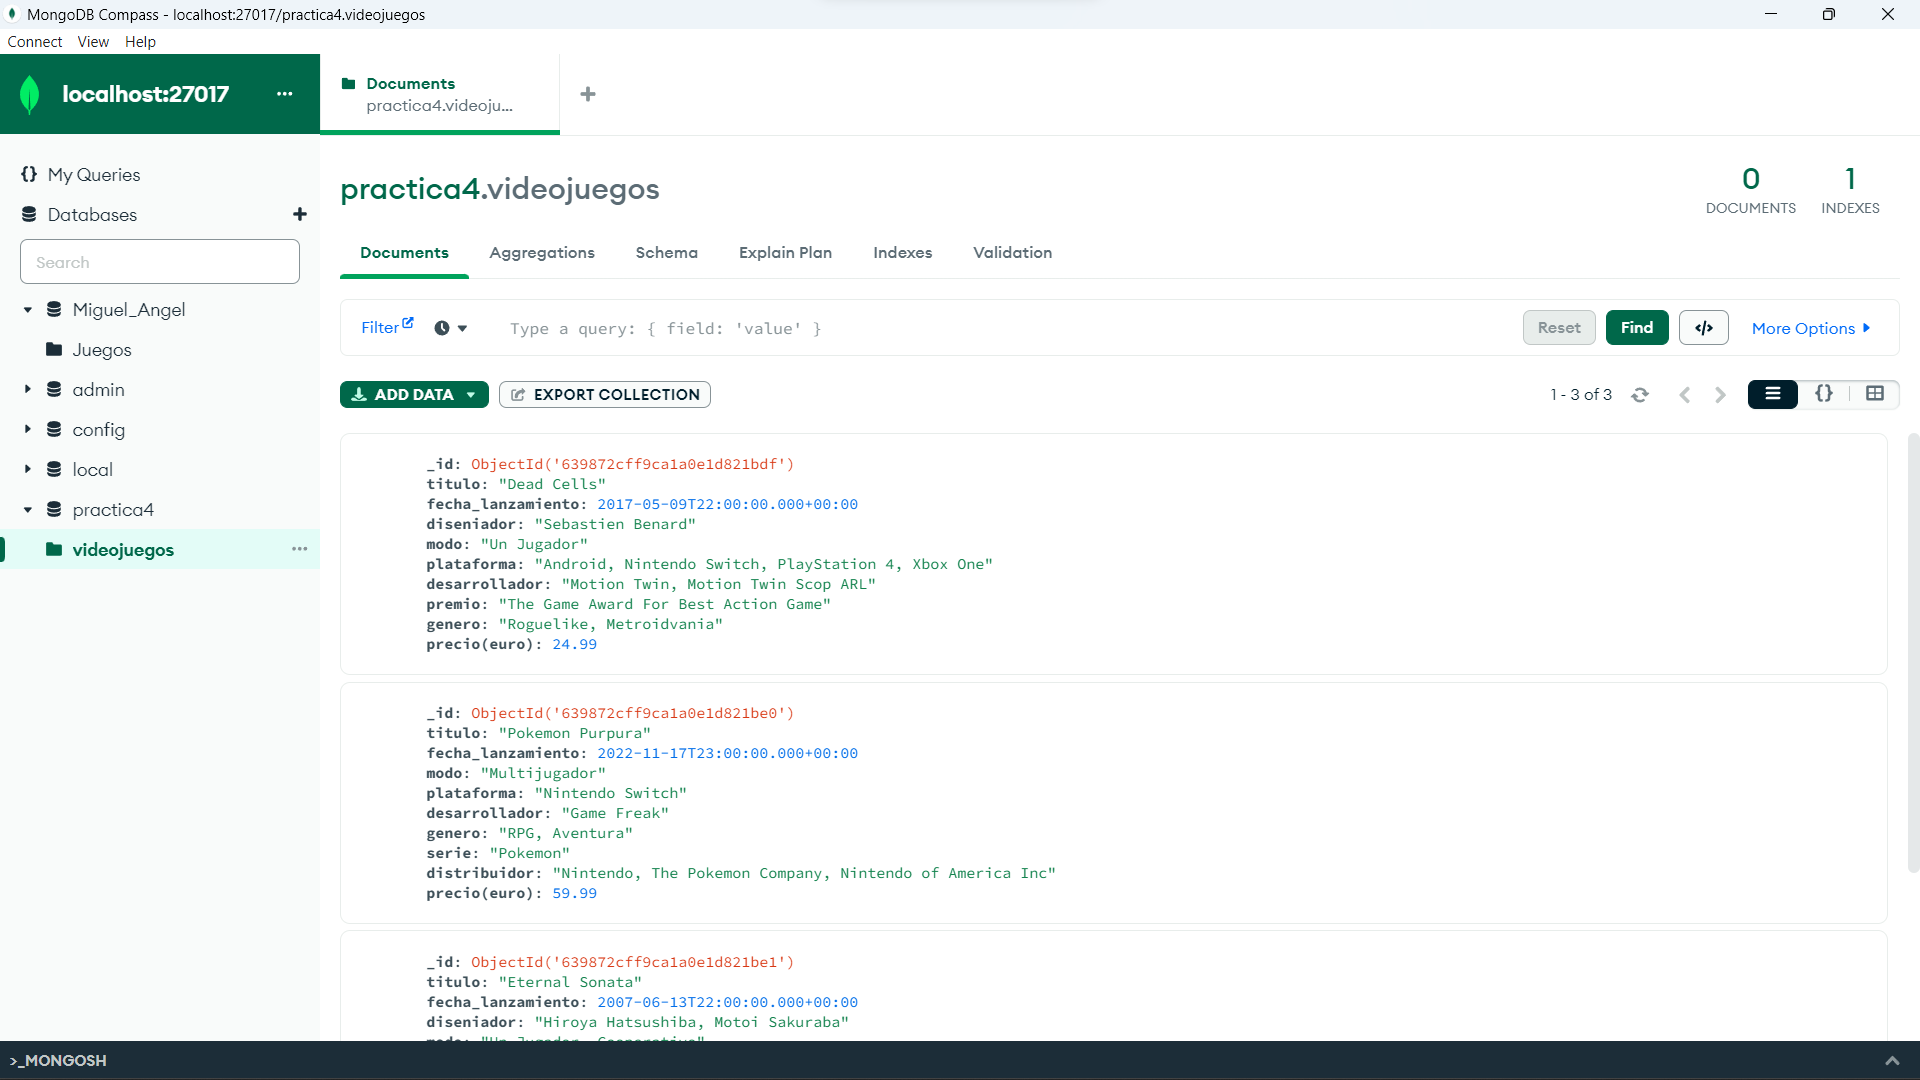 MongoDB Compass - localhost:27017/practica4.videojuegos
Connect View Help
localhost:27017 ...
Documents
practica4.videoju...
My Queries
Databases
Search
Miguel_Angel
Juegos
admin
config
local
practica4
videojuegos ...
practica4.videojuegos
0
DOCUMENTS
1
INDEXES
Documents Aggregations Schema Explain Plan Indexes Validation
Filter Type a query: { field: 'value' } Reset Find </> More Options
ADD DATA EXPORT COLLECTION 1 - 3 of 3 {}
_id: ObjectId('639872cff9ca1a0e1d821bdf')
titulo: "Dead Cells"
fecha_lanzamiento: 2017-05-09T22:00:00.000+00:00
diseniador: "Sebastien Benard"
modo: "Un Jugador"
plataforma: "Android, Nintendo Switch, PlayStation 4, Xbox One"
desarrollador: "Motion Twin, Motion Twin Scop ARL"
premio: "The Game Award For Best Action Game"
genero: "Roguelike, Metroidvania"
precio(euro): 24.99
_id: ObjectId('639872cff9ca1a0e1d821be0')
titulo: "Pokemon Purpura"
fecha_lanzamiento: 2022-11-17T23:00:00.000+00:00
modo: "Multijugador"
plataforma: "Nintendo Switch"
desarrollador: "Game Freak"
genero: "RPG, Aventura"
serie: "Pokemon"
distribuidor: "Nintendo, The Pokemon Company, Nintendo of America Inc"
precio(euro): 59.99
_id: ObjectId('639872cff9ca1a0e1d821be1')
titulo: "Eternal Sonata"
fecha_lanzamiento: 2007-06-13T22:00:00.000+00:00
diseniador: "Hiroya Hatsushiba, Motoi Sakuraba"
modo: "Un Jugador, Cooperativo"
>_MONGOSH